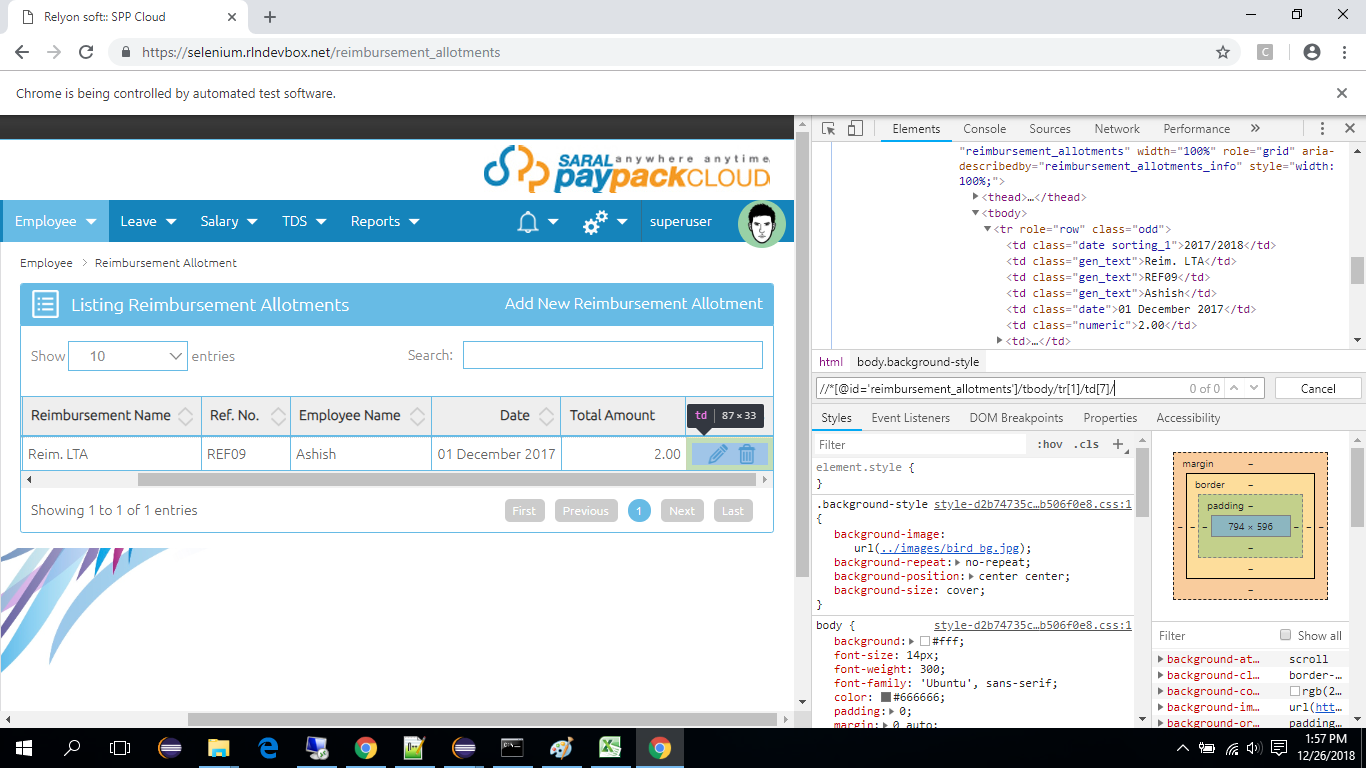 Relyon soft:: SPP Cloud
https://selenium.rlndevbox.net/reimbursement_allotments
C
Chrome is being controlled by automated test software.
SARAL anywhere anytime
paypackCLOUD
Employee Leave Salary TDS Reports superuser
Employee > Reimbursement Allotment
Listing Reimbursement Allotments Add New Reimbursement Allotment
Show 10 entries Search:
Reimbursement Name Ref. No. Employee Name Date Total Amount
td | 87 × 33
Reim. LTA REF09 Ashish 01 December 2017 2.00
Showing 1 to 1 of 1 entries First Previous 1 Next Last
Elements Console Sources Network Performance »
"reimbursement_allotments" width="100%" role="grid" aria-
describedby="reimbursement_allotments_info" style="width:
100%;">
<thead>…</thead>
<tbody>
<tr role="row" class="odd">
<td class="date sorting_1">2017/2018</td>
<td class="gen_text">Reim. LTA</td>
<td class="gen_text">REF09</td>
<td class="gen_text">Ashish</td>
<td class="date">01 December 2017</td>
<td class="numeric">2.00</td>
<td>…</td>
html body.background-style
//*[@id='reimbursement_allotments']/tbody/tr[1]/td[7]/ 0 of 0 Cancel
Styles Event Listeners DOM Breakpoints Properties Accessibility
Filter :hov .cls +
element.style {
}
.background-style style-d2b74735c…b506f0e8.css:1
{
background-image:
url(../images/bird_bg.jpg);
background-repeat: no-repeat;
background-position: center center;
background-size: cover;
}
body { style-d2b74735c…b506f0e8.css:1
background: #fff;
font-size: 14px;
font-weight: 300;
font-family: 'Ubuntu', sans-serif;
color: #666666;
padding: 0;
margin: 0 auto;
margin –
border –
padding –
– – – 794 × 596 – – –
–
–
–
Filter Show all
background-at… scroll
background-cl… border-…
background-co… rgb(2…
background-im… url(htt…
background-or… padding…
1:57 PM
12/26/2018